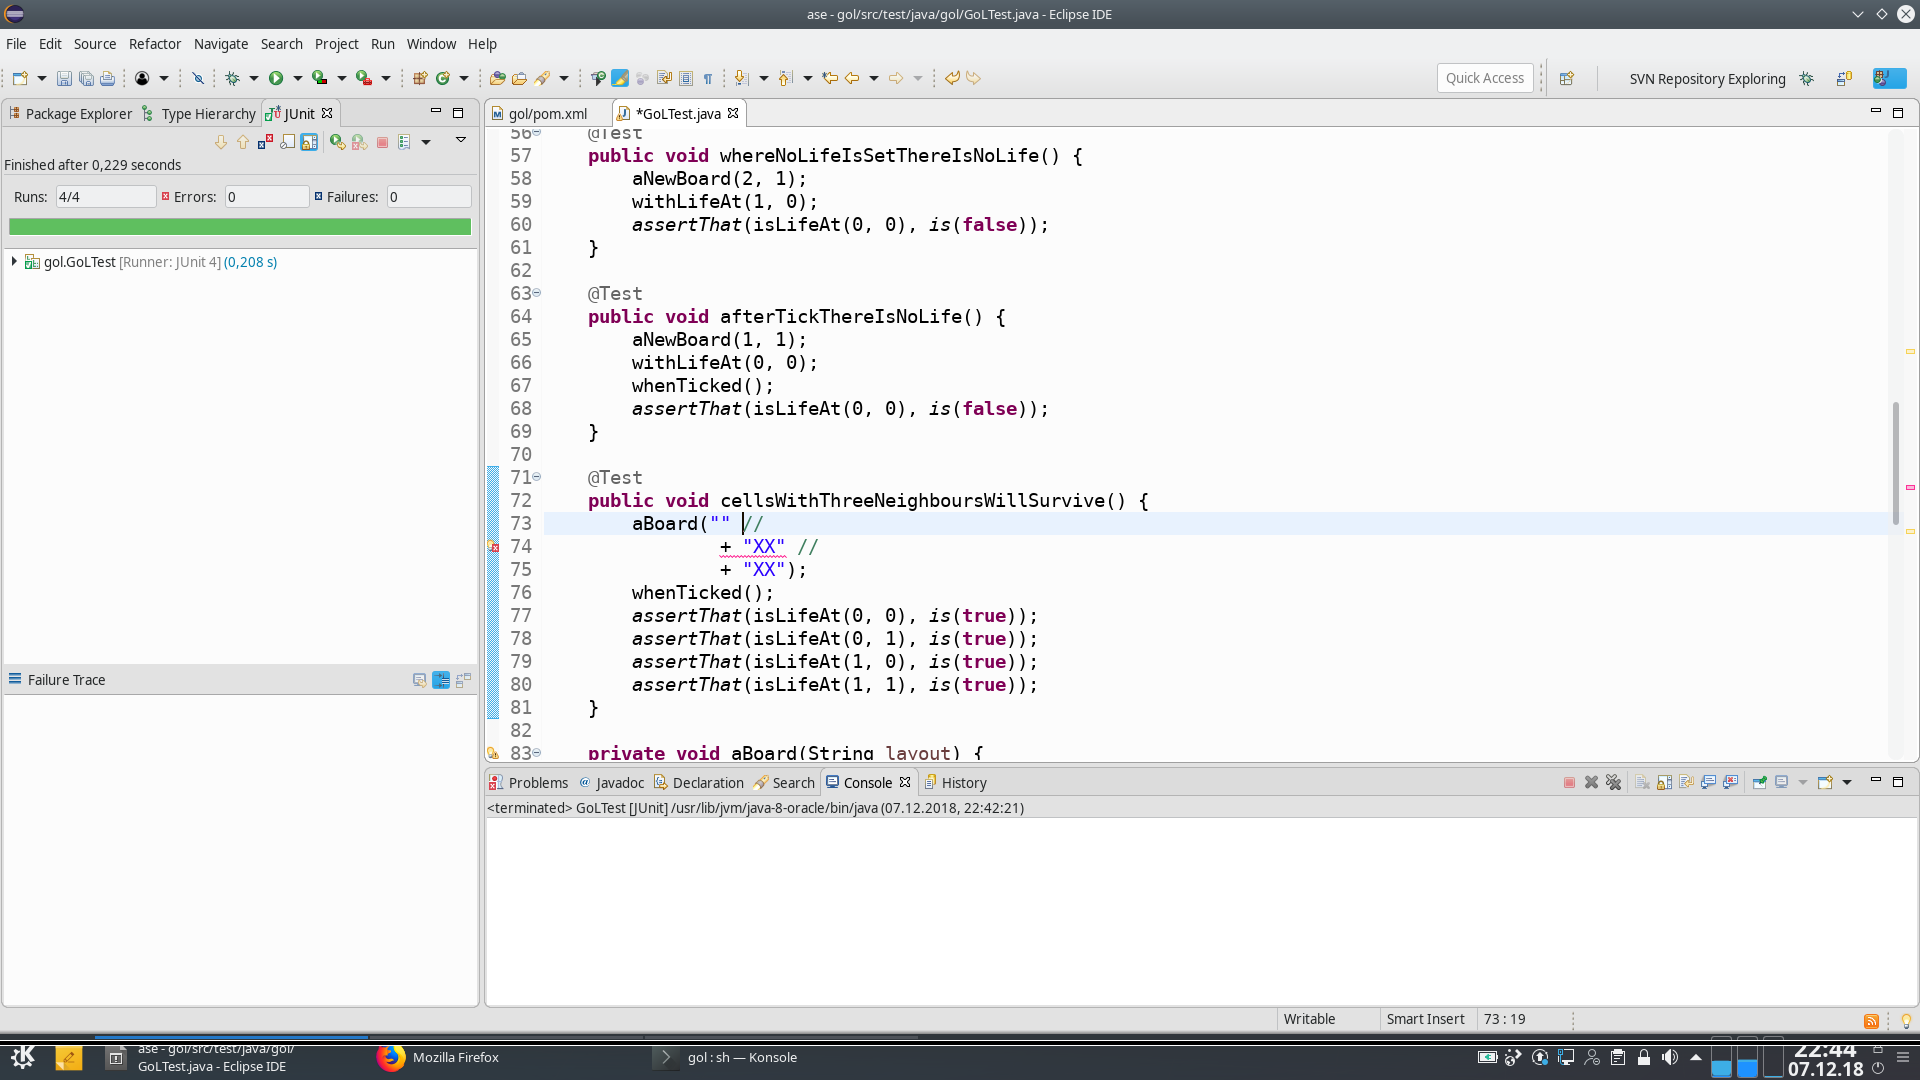 ase - gol/src/test/java/gol/GoLTest.java - Eclipse IDE
File Edit Source Refactor Navigate Search Project Run Window Help
Quick Access
SVN Repository Exploring
Package Explorer Type Hierarchy JUnit
gol/pom.xml *GoLTest.java
Finished after 0,229 seconds
Runs: 4/4 Errors: 0 Failures: 0
gol.GoLTest [Runner: JUnit 4] (0,208 s)
Failure Trace
56 @Test
57 public void whereNoLifeIsSetThereIsNoLife() {
58 aNewBoard(2, 1);
59 withLifeAt(1, 0);
60 assertThat(isLifeAt(0, 0), is(false));
61 }
62
63 @Test
64 public void afterTickThereIsNoLife() {
65 aNewBoard(1, 1);
66 withLifeAt(0, 0);
67 whenTicked();
68 assertThat(isLifeAt(0, 0), is(false));
69 }
70
71 @Test
72 public void cellsWithThreeNeighboursWillSurvive() {
73 aBoard("" //
74 + "XX" //
75 + "XX");
76 whenTicked();
77 assertThat(isLifeAt(0, 0), is(true));
78 assertThat(isLifeAt(0, 1), is(true));
79 assertThat(isLifeAt(1, 0), is(true));
80 assertThat(isLifeAt(1, 1), is(true));
81 }
82
83 private void aBoard(String layout) {
Problems Javadoc Declaration Search Console History
<terminated> GoLTest [JUnit] /usr/lib/jvm/java-8-oracle/bin/java (07.12.2018, 22:42:21)
Writable Smart Insert 73 : 19
ase - gol/src/test/java/gol/
GoLTest.java - Eclipse IDE
Mozilla Firefox
gol : sh — Konsole
22:44
07.12.18